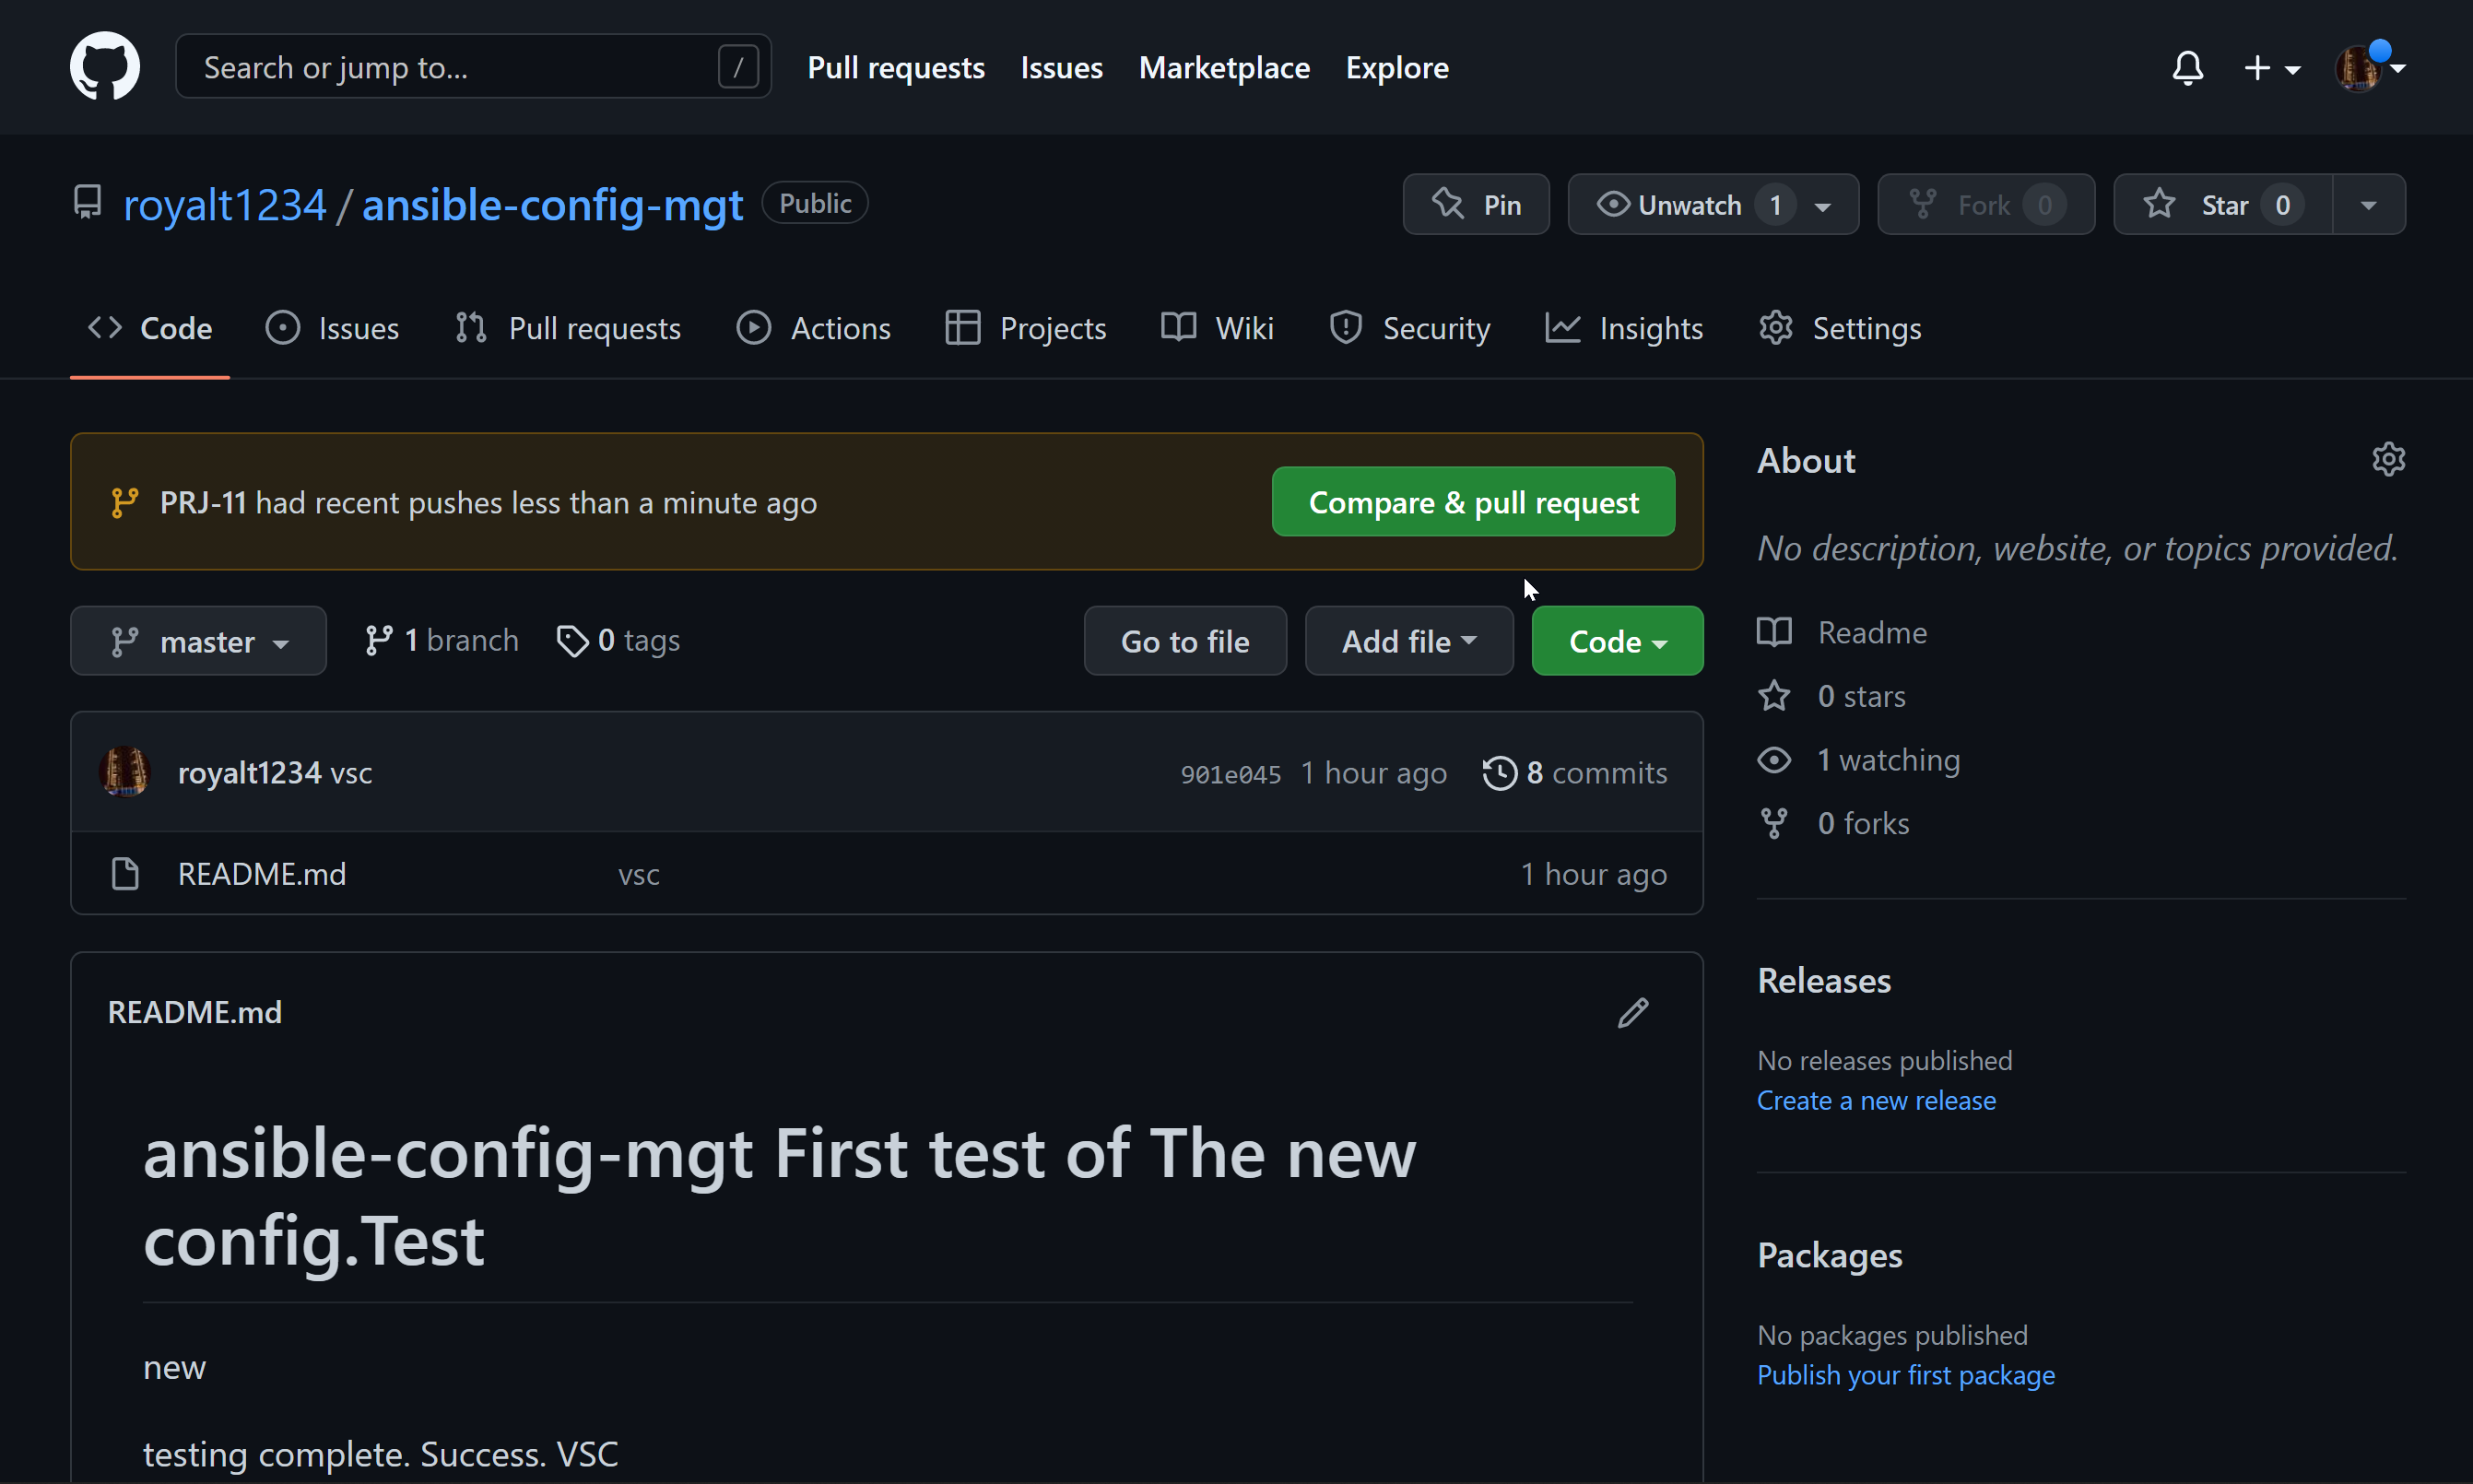 Search or jump to... /
Pull requests Issues Marketplace Explore
royalt1234 / ansible-config-mgt Public
Pin Unwatch 1 Fork 0 Star 0
Code Issues Pull requests Actions Projects Wiki Security Insights Settings
PRJ-11 had recent pushes less than a minute ago Compare & pull request
master 1 branch 0 tags Go to file Add file Code
royalt1234 vsc 901e045 1 hour ago 8 commits
README.md vsc 1 hour ago
README.md
ansible-config-mgt First test of The new
config.Test
new
testing complete. Success. VSC
About
No description, website, or topics provided.
Readme
0 stars
1 watching
0 forks
Releases
No releases published
Create a new release
Packages
No packages published
Publish your first package